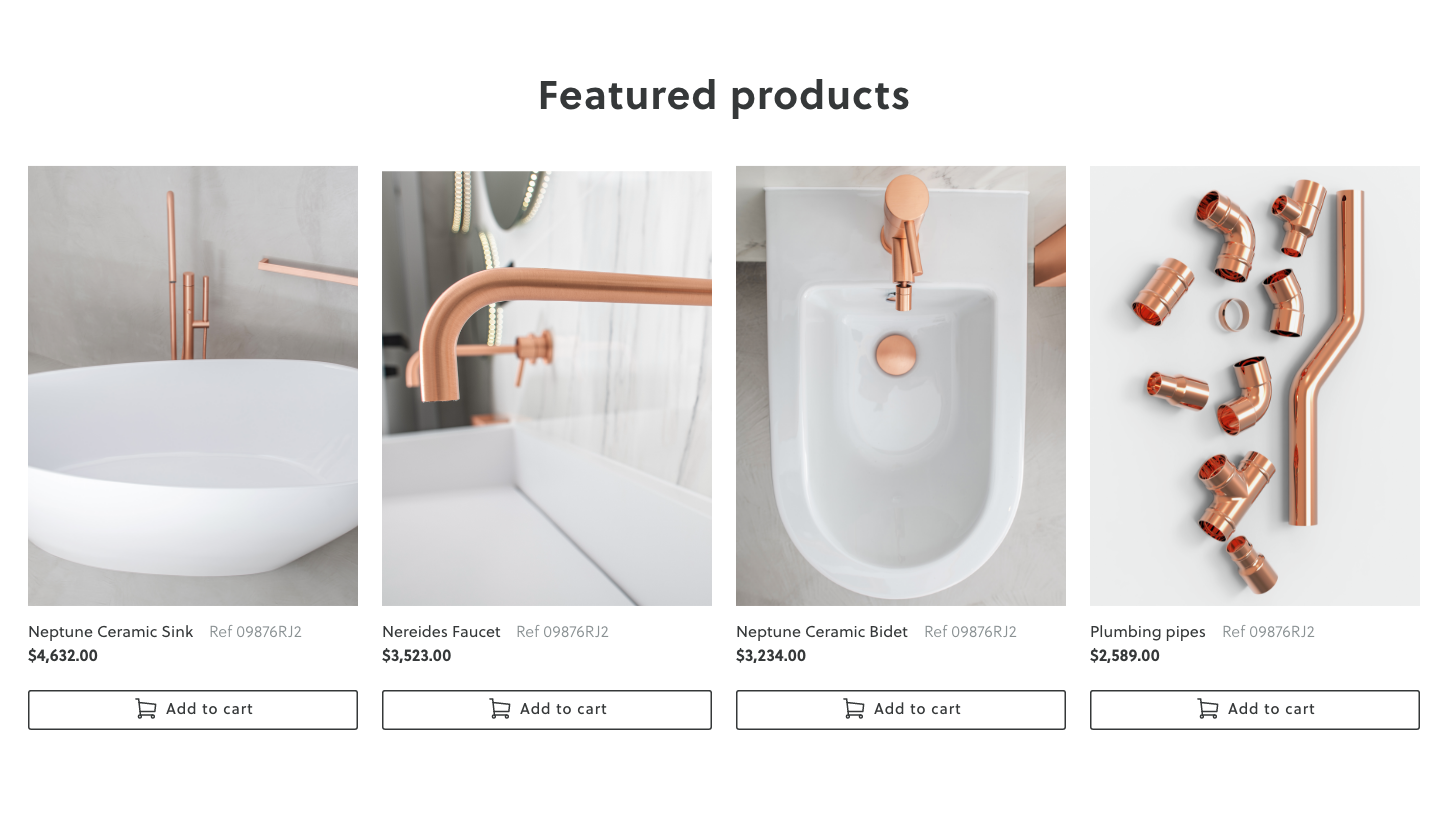 Featured products
Neptune Ceramic Sink Ref 09876RJ2
$4,632.00
Add to cart
Nereides Faucet Ref 09876RJ2
$3,523.00
Add to cart
Neptune Ceramic Bidet Ref 09876RJ2
$3,234.00
Add to cart
Plumbing pipes Ref 09876RJ2
$2,589.00
Add to cart